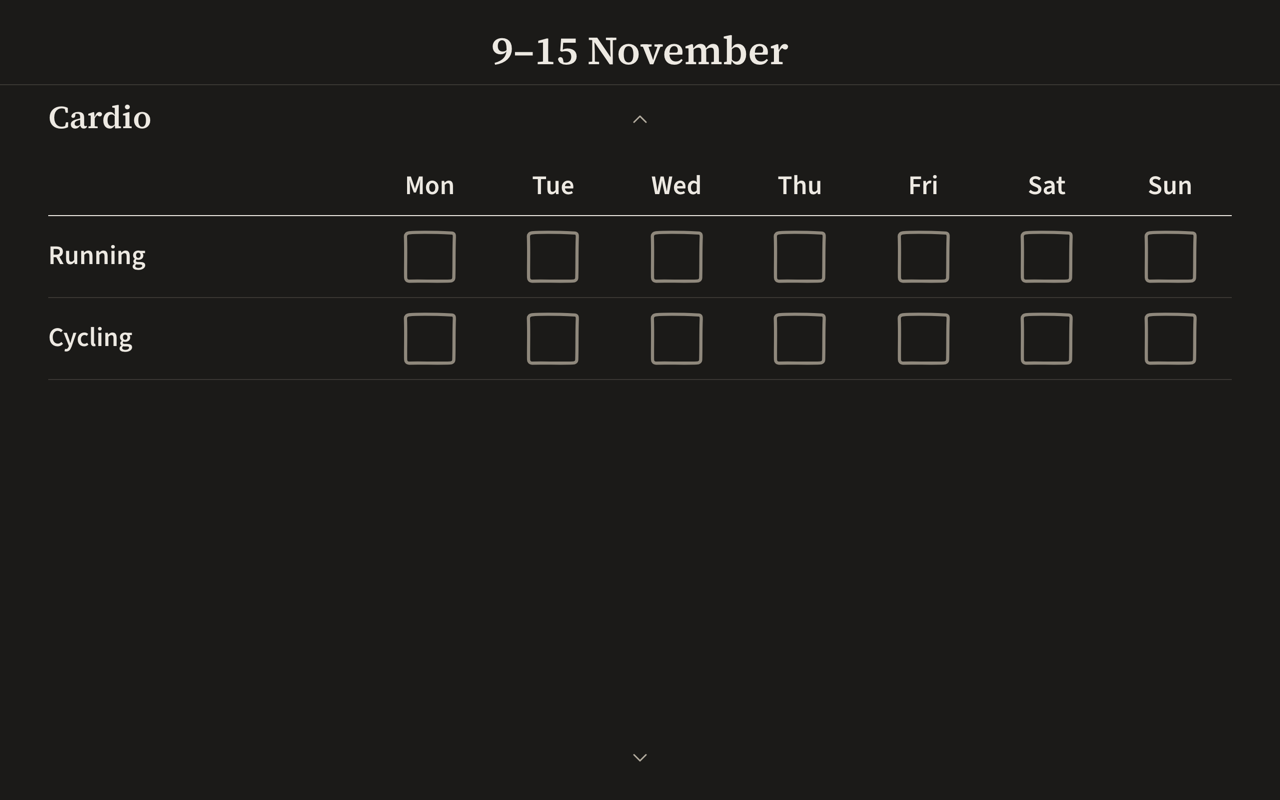 9–15 November
Cardio
Mon Tue Wed Thu Fri Sat Sun
Running
Cycling